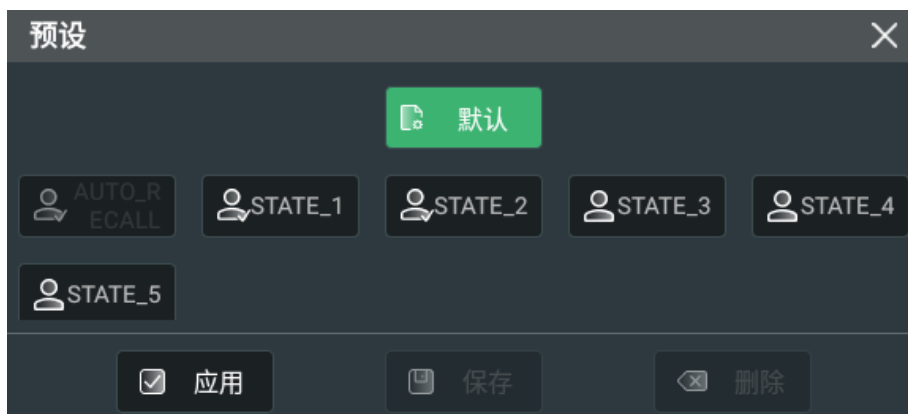 预设
默认
AUTO_R
ECALL
STATE_1
STATE_2
STATE_3
STATE_4
STATE_5
应用
保存
删除